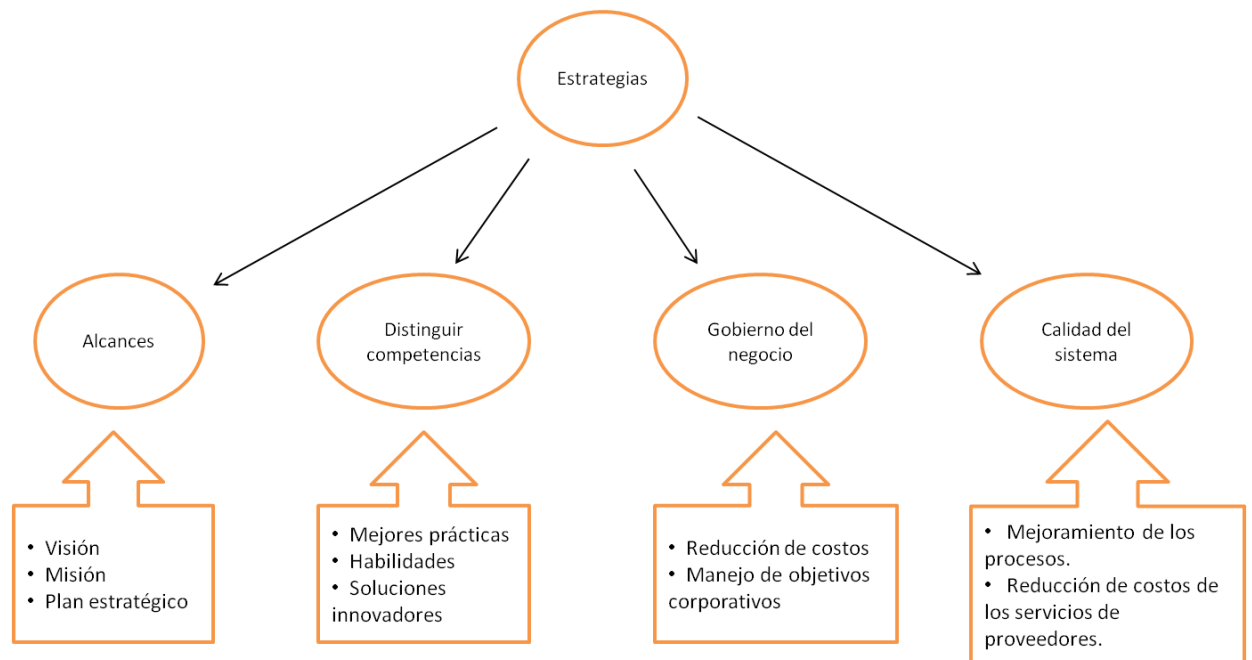 Estrategias
Alcances
Distinguir
competencias
Gobierno del
negocio
Calidad del
sistema
• Visión
• Misión
• Plan estratégico
• Mejores prácticas
• Habilidades
• Soluciones
innovadores
• Reducción de costos
• Manejo de objetivos
corporativos
• Mejoramiento de los
procesos.
• Reducción de costos de
los servicios de
proveedores.